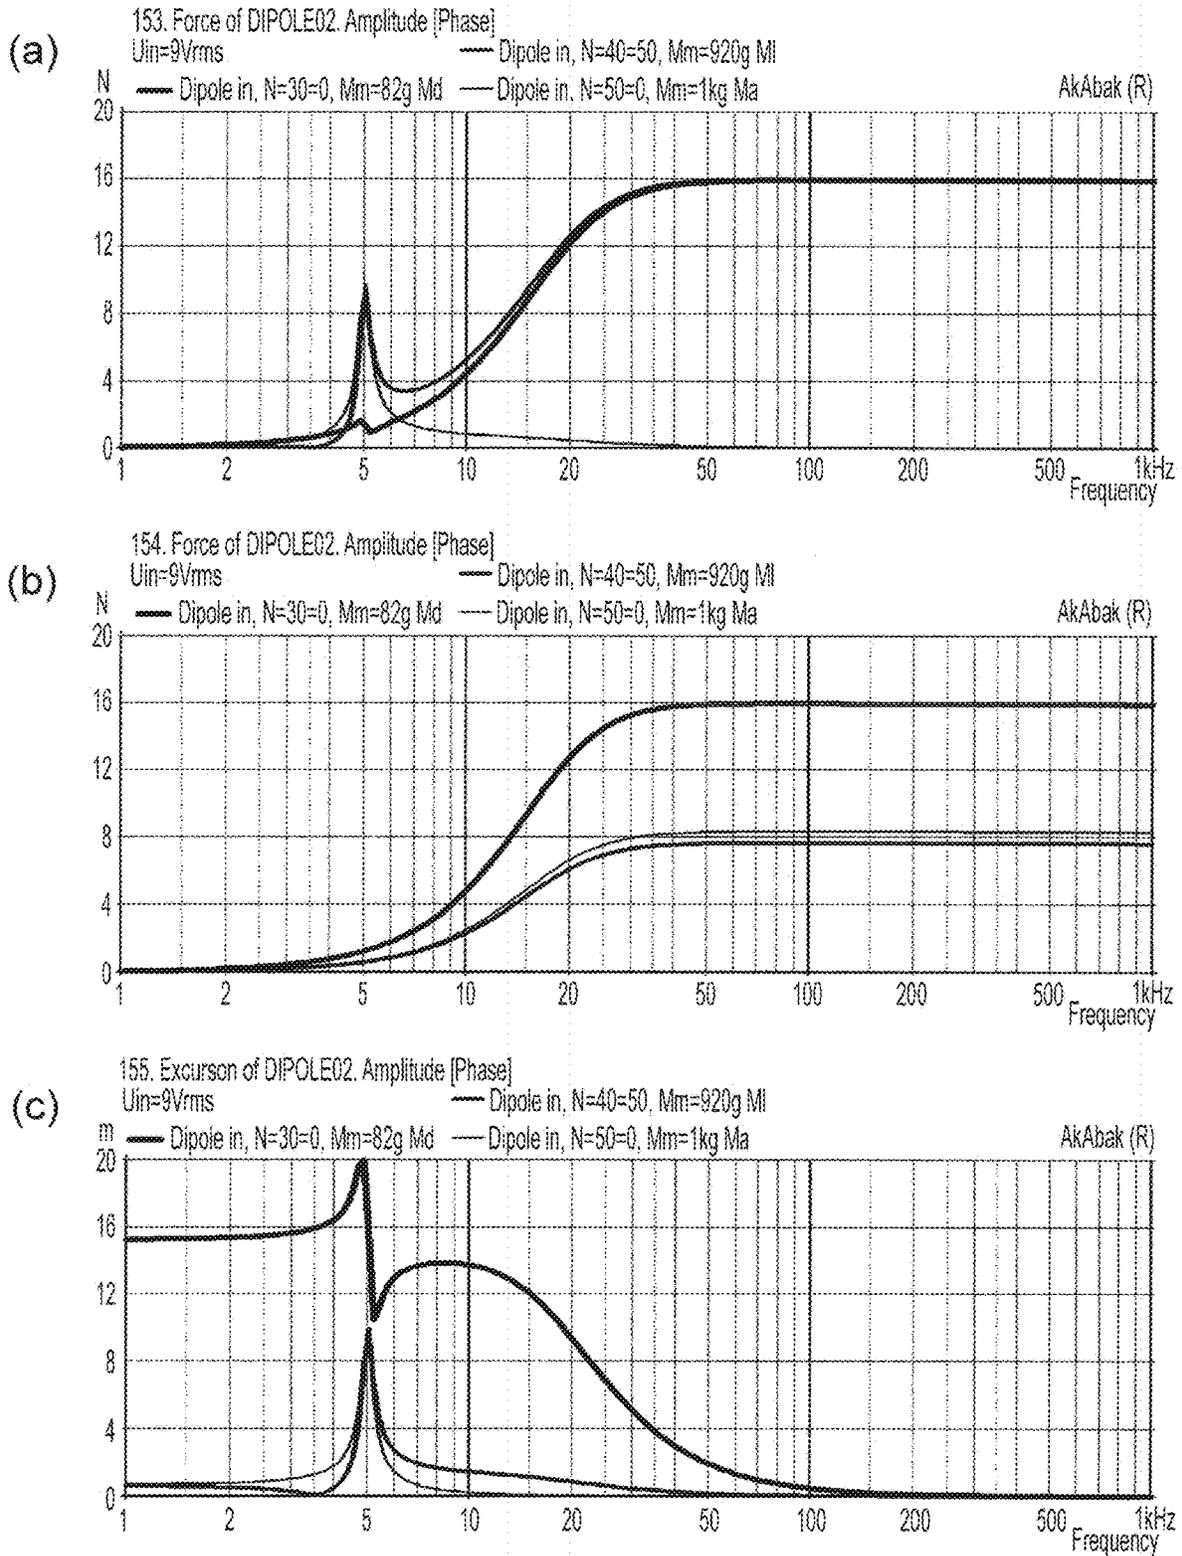 (a)
153. Force of DIPOLE02. Amplitude [Phase]
Uin=9Vrms
Dipole in, N=40=50, Mm=920g Ml
N
Dipole in, N=30=0, Mm=82g Md
Dipole in, N=50=0, Mm=1kg Ma
AkAbak (R)
20
16
12
8
4
0
1 2 5 10 20 50 100 200 500 1kHz
Frequency
(b)
154. Force of DIPOLE02. Amplitude [Phase]
Uin=9Vrms
Dipole in, N=40=50, Mm=920g Ml
N
Dipole in, N=30=0, Mm=82g Md
Dipole in, N=50=0, Mm=1kg Ma
AkAbak (R)
20
16
12
8
4
0
1 2 5 10 20 50 100 200 500 1kHz
Frequency
(c)
155. Excurson of DIPOLE02. Amplitude [Phase]
Uin=9Vrms
Dipole in, N=40=50, Mm=920g Ml
m
Dipole in, N=30=0, Mm=82g Md
Dipole in, N=50=0, Mm=1kg Ma
AkAbak (R)
20
16
12
8
4
0
1 2 5 10 20 50 100 200 500 1kHz
Frequency